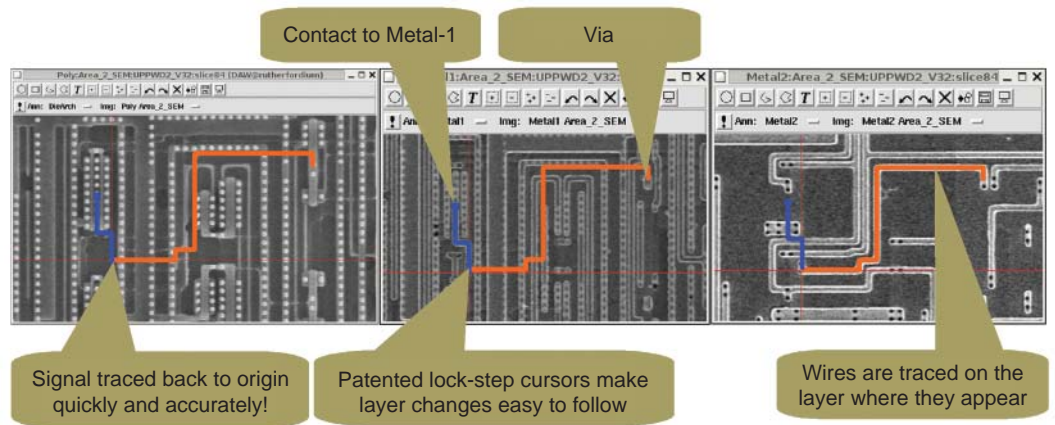 Contact to Metal-1
Via
Poly:Area_2_SEM:UPPWD2_V32:slice84 (DAW@rutherfordium)
l1:Area_2_SEM:UPPWD2_V32:
Metal2:Area_2_SEM:UPPWD2_V32:slice84
T
T
T
Ann: DieArch Img: Poly Area_2_SEM
Ann: Metal1 Img: Metal1 Area_2_SEM
Ann: Metal2 Img: Metal2 Area_2_SEM
Signal traced back to origin
quickly and accurately!
Patented lock-step cursors make
layer changes easy to follow
Wires are traced on the
layer where they appear